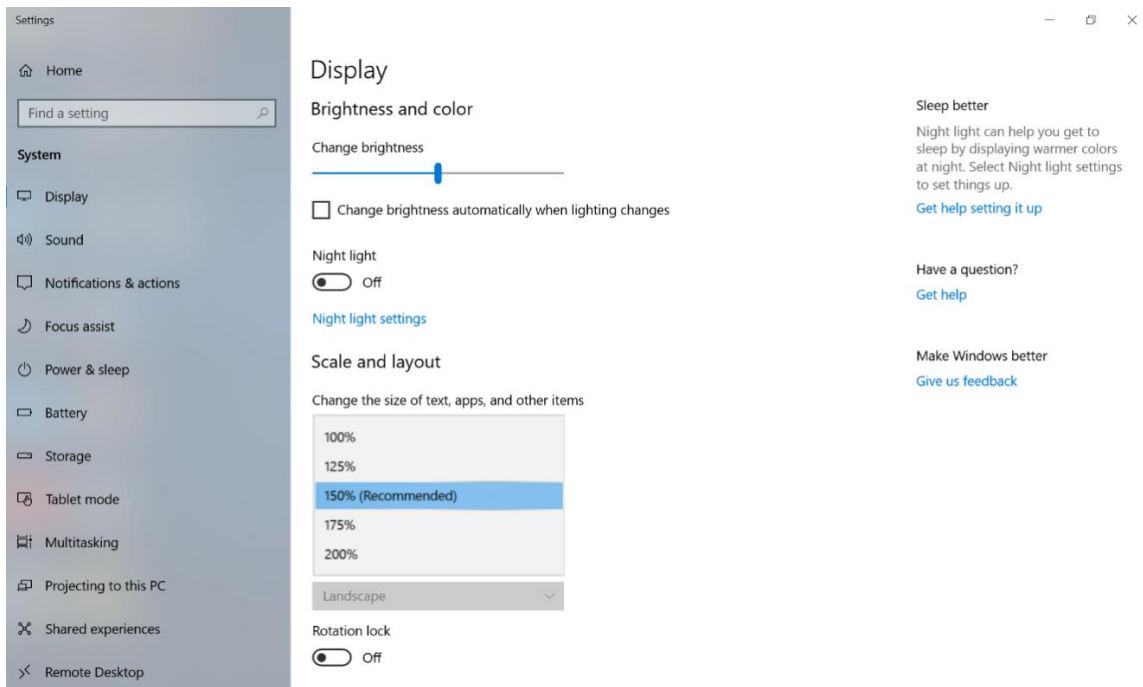 Settings
Home
Find a setting
System
Display
Sound
Notifications & actions
Focus assist
Power & sleep
Battery
Storage
Tablet mode
Multitasking
Projecting to this PC
Shared experiences
Remote Desktop
Display
Brightness and color
Change brightness
Change brightness automatically when lighting changes
Night light
Off
Night light settings
Scale and layout
Change the size of text, apps, and other items
100%
125%
150% (Recommended)
175%
200%
Landscape
Rotation lock
Off
Sleep better
Night light can help you get to
sleep by displaying warmer colors
at night. Select Night light settings
to set things up.
Get help setting it up
Have a question?
Get help
Make Windows better
Give us feedback